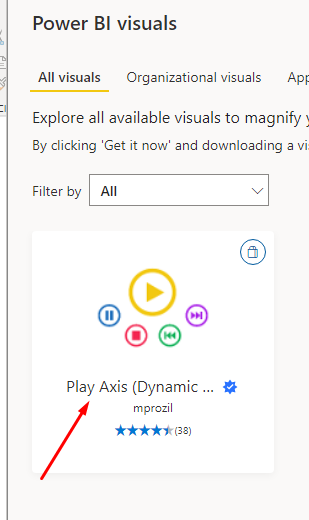 Power BI visuals
All visuals Organizational visuals App
Explore all available visuals to magnify y
By clicking 'Get it now' and downloading a vis
Filter by All
Play Axis (Dynamic ...
mprozil
(38)